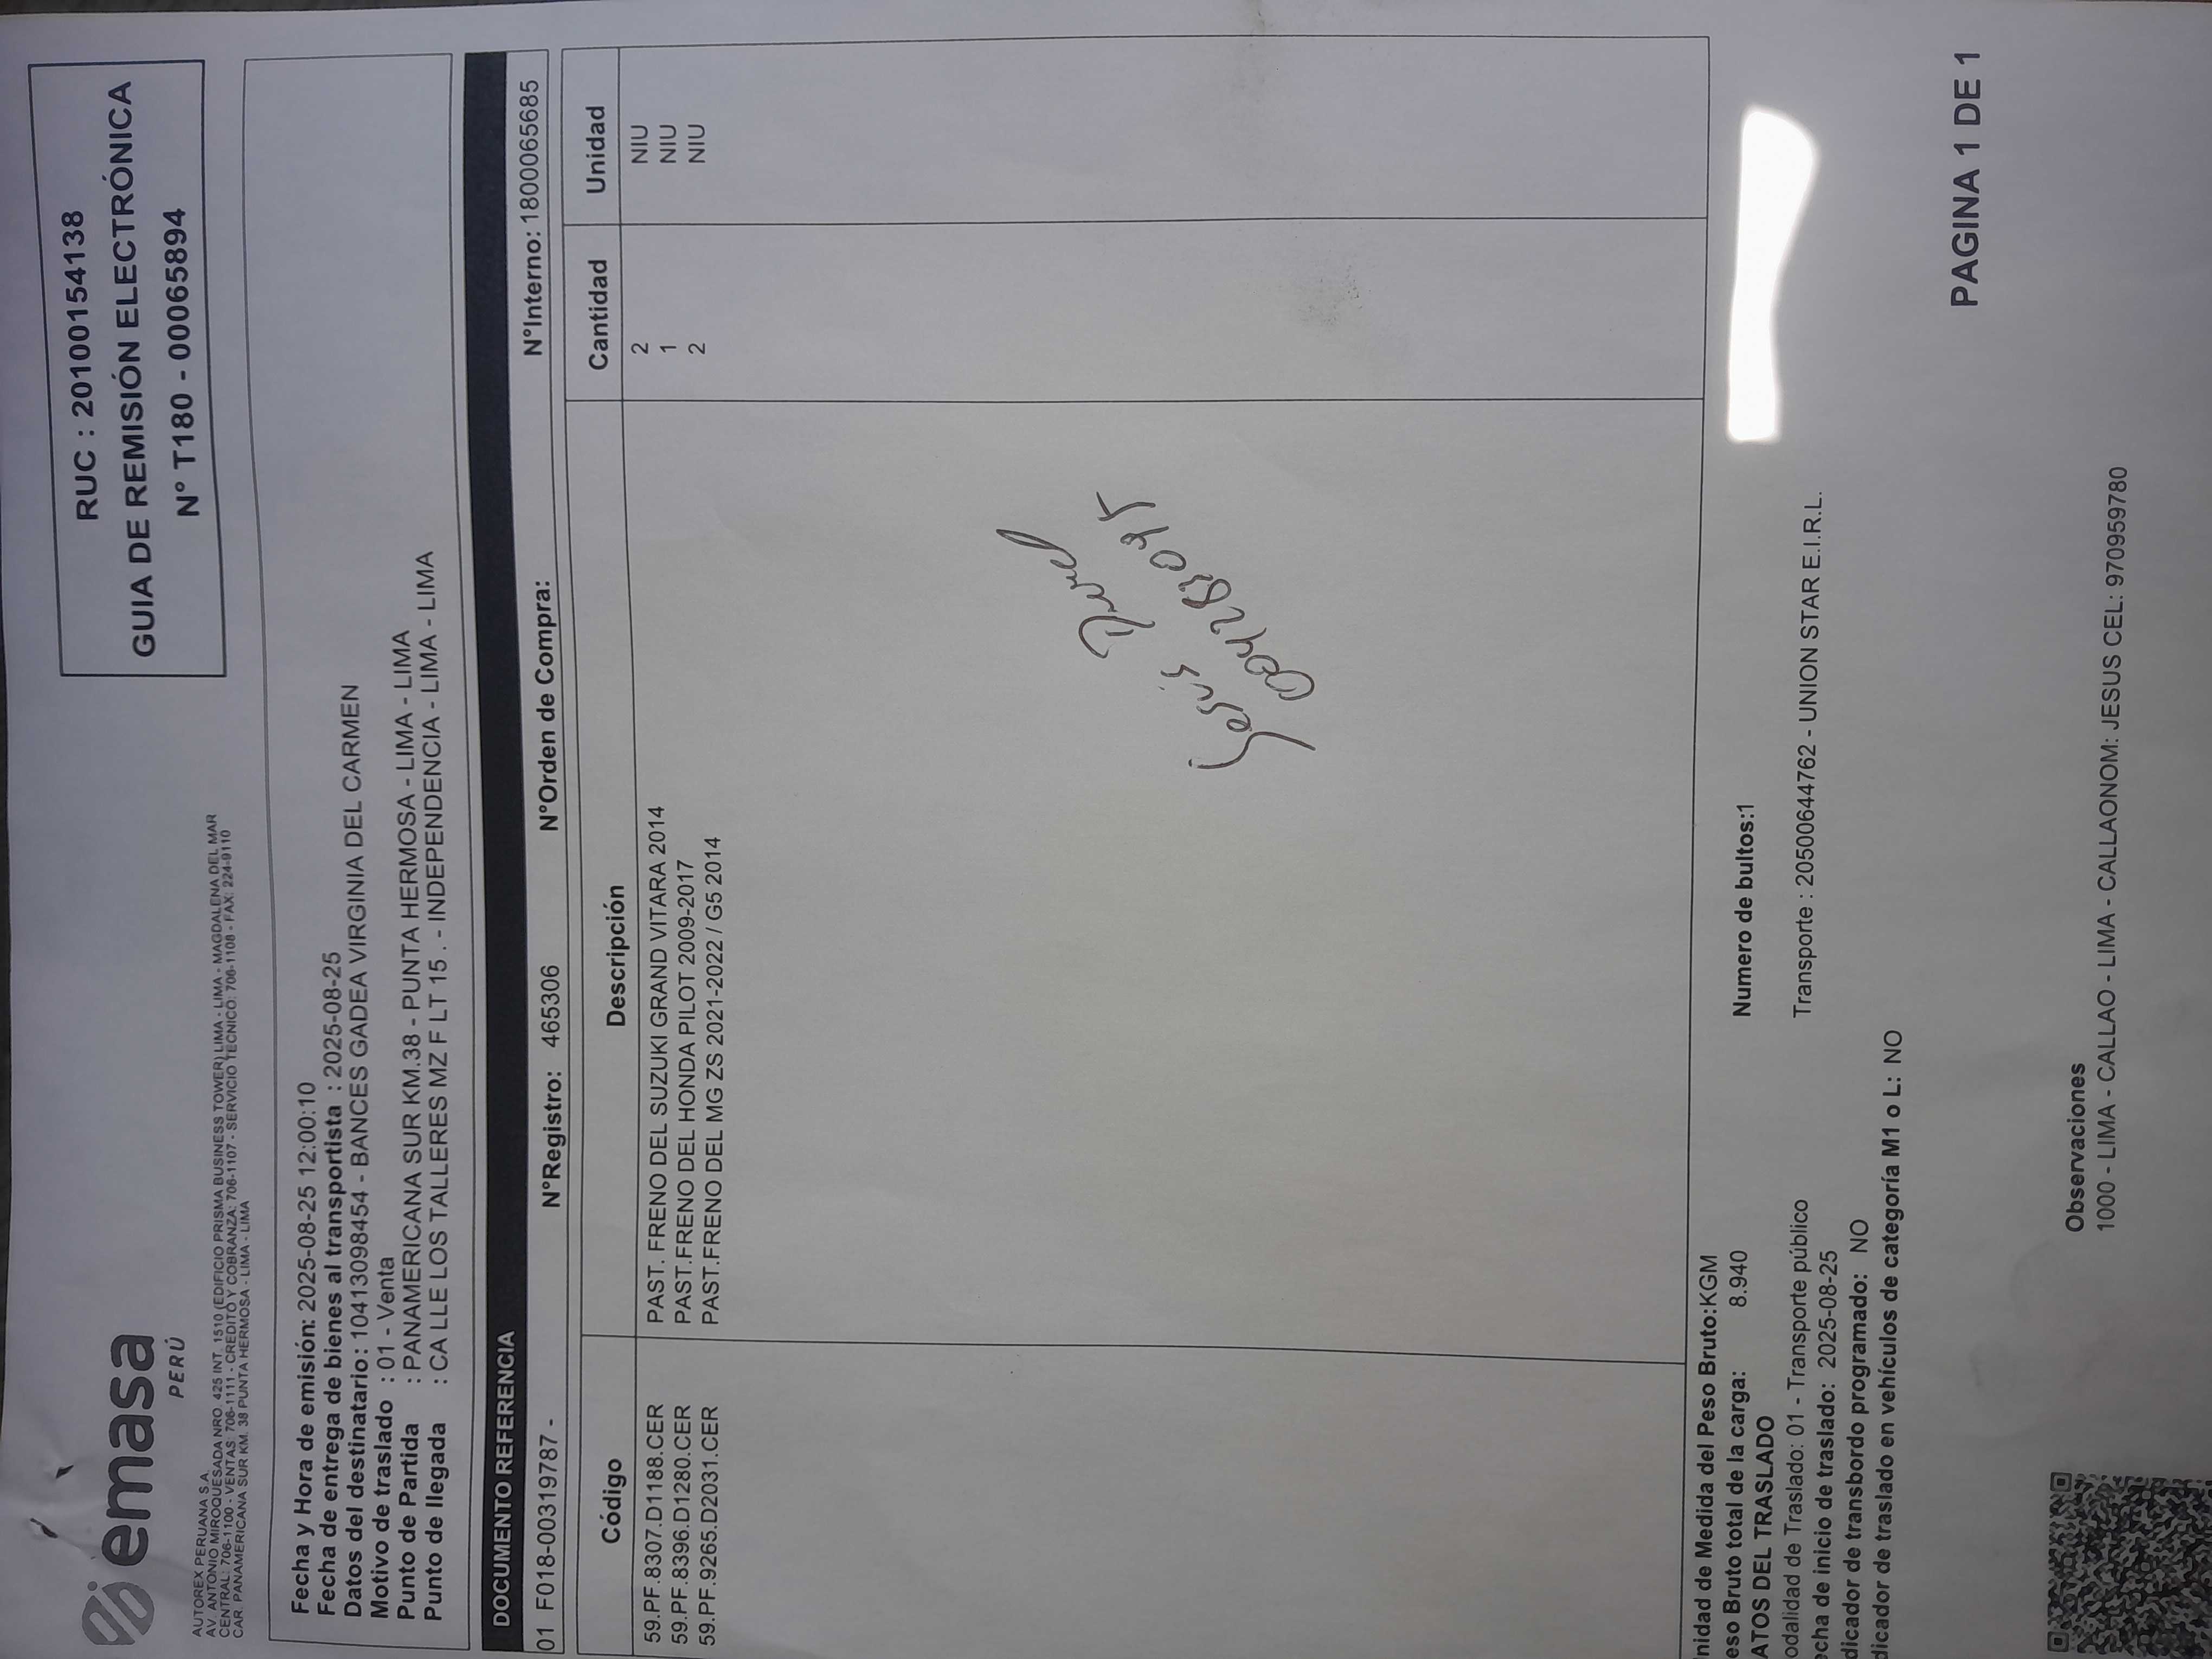 emasa
PERÚ
AUTOREX PERUANA S.A.
AV. ANTONIO MIROQUESADA NRO. 425 INT. 1510 (EDIFICIO PRISMA BUSINESS TOWER) LIMA - LIMA - MAGDALENA DEL MAR
CENTRAL: 706-1100 - VENTAS: 706-1111 - CREDITO Y COBRANZA: 706-1107 - SERVICIO TECNICO: 706-1108 - FAX: 224-9110
CAR. PANAMERICANA SUR KM. 38 PUNTA HERMOSA - LIMA - LIMA
RUC : 20100154138
GUIA DE REMISIÓN ELECTRÓNICA
N° T180 - 00065894
Fecha y Hora de emisión: 2025-08-25 12:00:10
Fecha de entrega de bienes al transportista : 2025-08-25
Datos del destinatario: 10413098454 - BANCES GADEA VIRGINIA DEL CARMEN
Motivo de traslado : 01 - Venta
Punto de Partida : PANAMERICANA SUR KM.38 - PUNTA HERMOSA - LIMA - LIMA
Punto de llegada : CA LLE LOS TALLERES MZ F LT 15 . - INDEPENDENCIA - LIMA - LIMA
DOCUMENTO REFERENCIA
01 F018-00319787 - N°Registro: 465306 N°Orden de Compra: N°Interno: 1800065685
Código Descripción Cantidad Unidad
59.PF.8307.D1188.CER PAST. FRENO DEL SUZUKI GRAND VITARA 2014 2 NIU
59.PF.8396.D1280.CER PAST.FRENO DEL HONDA PILOT 2009-2017 1 NIU
59.PF.9265.D2031.CER PAST.FRENO DEL MG ZS 2021-2022 / G5 2014 2 NIU
Jesús
nidad de Medida del Peso Bruto:KGM
eso Bruto total de la carga: 8.940 Numero de bultos:1
ATOS DEL TRASLADO
odalidad de Traslado: 01 - Transporte público Transporte : 20500644762 - UNION STAR E.I.R.L.
echa de inicio de traslado: 2025-08-25
dicador de transbordo programado: NO
dicador de traslado en vehículos de categoría M1 o L: NO
PAGINA 1 DE 1
Observaciones
1000 - LIMA - CALLAO - LIMA - CALLAONOM: JESUS CEL: 970959780